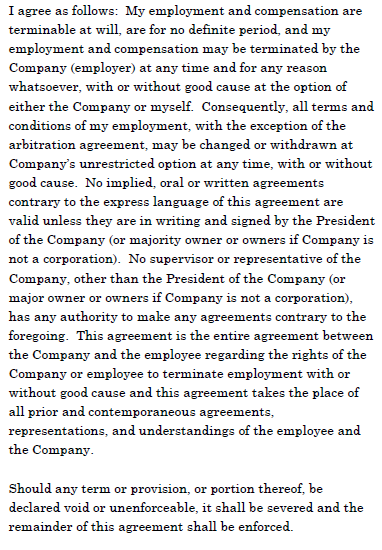 I agree as follows:  My employment and compensation are
terminable at will, are for no definite period, and my
employment and compensation may be terminated by the
Company (employer) at any time and for any reason
whatsoever, with or without good cause at the option of
either the Company or myself.  Consequently, all terms and
conditions of my employment, with the exception of the
arbitration agreement, may be changed or withdrawn at
Company's unrestricted option at any time, with or without
good cause.  No implied, oral or written agreements
contrary to the express language of this agreement are
valid unless they are in writing and signed by the President
of the Company (or majority owner or owners if Company is
not a corporation).  No supervisor or representative of the
Company, other than the President of the Company (or
major owner or owners if Company is not a corporation),
has any authority to make any agreements contrary to the
foregoing.  This agreement is the entire agreement between
the Company and the employee regarding the rights of the
Company or employee to terminate employment with or
without good cause and this agreement takes the place of
all prior and contemporaneous agreements,
representations, and understandings of the employee and
the Company.

Should any term or provision, or portion thereof, be
declared void or unenforceable, it shall be severed and the
remainder of this agreement shall be enforced.